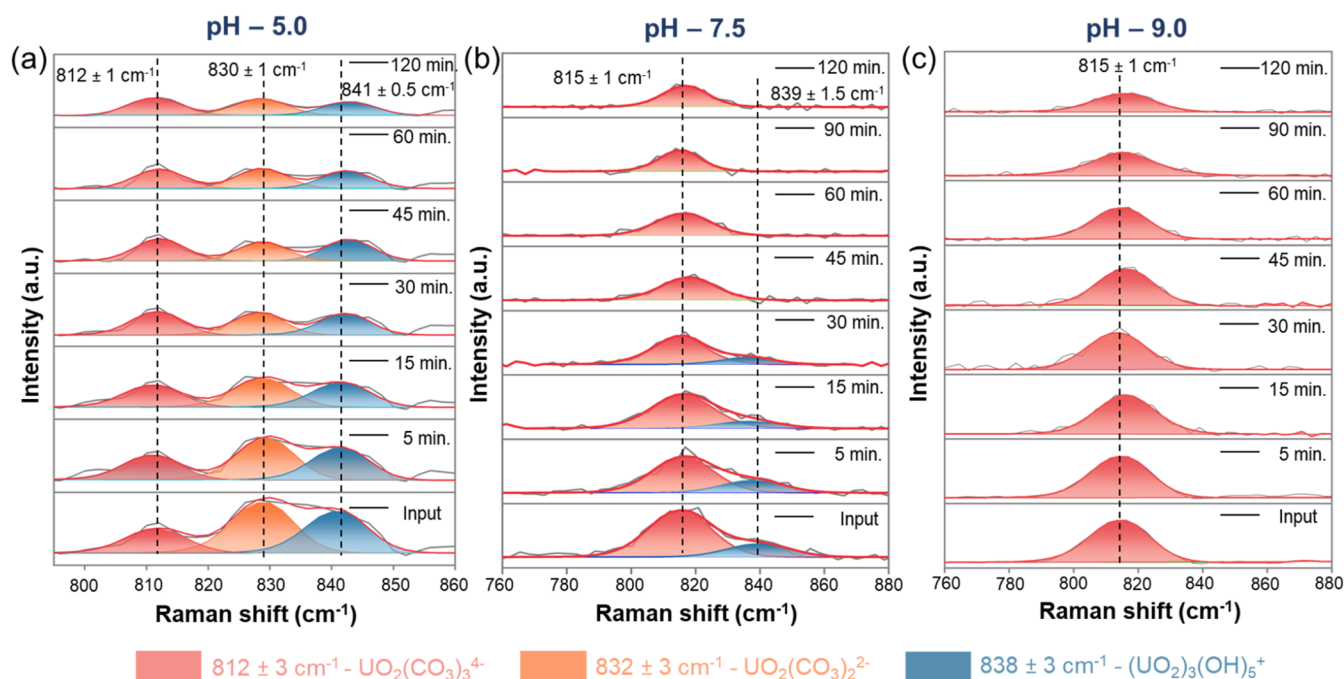 pH – 5.0
pH – 7.5
pH – 9.0
(a)
812 ± 1 cm⁻¹
830 ± 1 cm⁻¹
120 min.
841 ± 0.5 cm⁻¹
60 min.
45 min.
30 min.
15 min.
5 min.
Input
Intensity (a.u.)
800 810 820 830 840 850 860
Raman shift (cm⁻¹)
(b)
815 ± 1 cm⁻¹
120 min.
839 ± 1.5 cm⁻¹
90 min.
60 min.
45 min.
30 min.
15 min.
5 min.
Input
Intensity (a.u.)
760 780 800 820 840 860 880
Raman shift (cm⁻¹)
(c)
815 ± 1 cm⁻¹
120 min.
90 min.
60 min.
45 min.
30 min.
15 min.
5 min.
Input
Intensity (a.u.)
760 780 800 820 840 860 880
Raman shift (cm⁻¹)
812 ± 3 cm⁻¹ - UO₂(CO₃)₃⁴⁻
832 ± 3 cm⁻¹ - UO₂(CO₃)₂²⁻
838 ± 3 cm⁻¹ - (UO₂)₃(OH)₅⁺